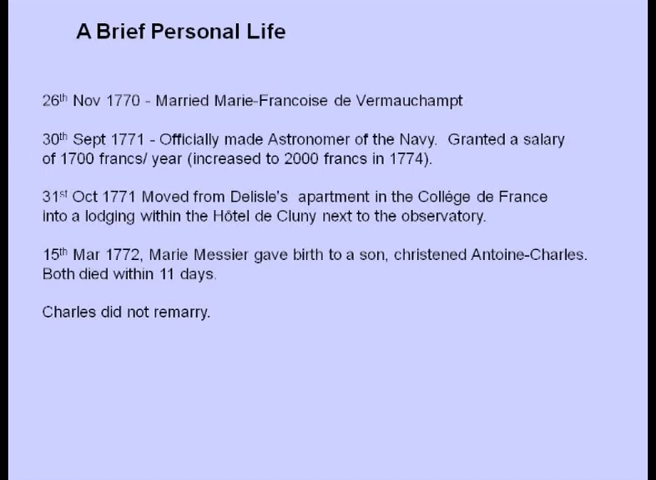 A Brief Personal Life
26th Nov 1770 - Married Marie-Francoise de Vermauchampt
30th Sept 1771 - Officially made Astronomer of the Navy. Granted a salary
of 1700 francs/ year (increased to 2000 francs in 1774).
31st Oct 1771 Moved from Delisle's apartment in the Collége de France
into a lodging within the Hôtel de Cluny next to the observatory.
15th Mar 1772, Marie Messier gave birth to a son, christened Antoine-Charles.
Both died within 11 days.
Charles did not remarry.